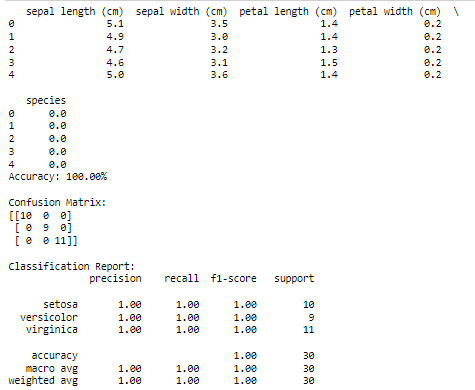 sepal length (cm)  sepal width (cm)  petal length (cm)  petal width (cm)  \
0                5.1               3.5                1.4               0.2
1                4.9               3.0                1.4               0.2
2                4.7               3.2                1.3               0.2
3                4.6               3.1                1.5               0.2
4                5.0               3.6                1.4               0.2
   species
0      0.0
1      0.0
2      0.0
3      0.0
4      0.0
Accuracy: 100.00%
Confusion Matrix:
[[10  0  0]
 [ 0  9  0]
 [ 0  0 11]]
Classification Report:
              precision    recall  f1-score   support
      setosa       1.00      1.00      1.00        10
  versicolor       1.00      1.00      1.00         9
   virginica       1.00      1.00      1.00        11
    accuracy                           1.00        30
   macro avg       1.00      1.00      1.00        30
weighted avg       1.00      1.00      1.00        30